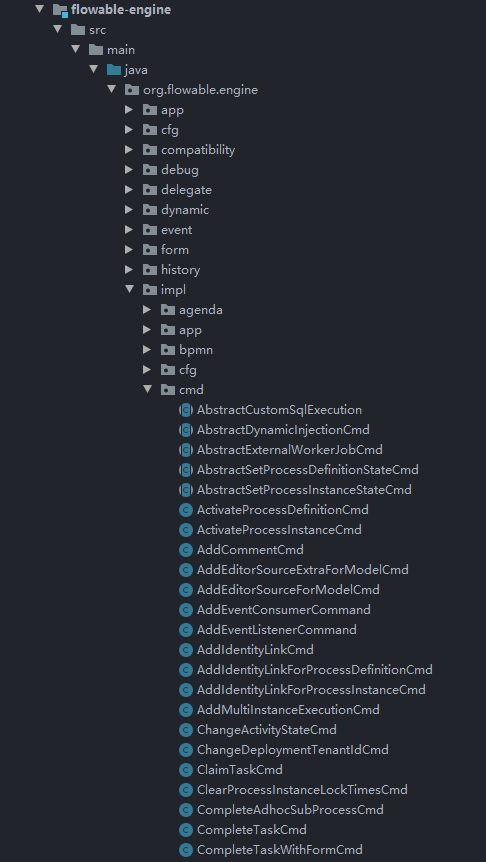 flowable-engine
src
main
java
org.flowable.engine
app
cfg
compatibility
debug
delegate
dynamic
event
form
history
impl
agenda
app
bpmn
cfg
cmd
AbstractCustomSqlExecution
AbstractDynamicInjectionCmd
AbstractExternalWorkerJobCmd
AbstractSetProcessDefinitionStateCmd
AbstractSetProcessInstanceStateCmd
ActivateProcessDefinitionCmd
ActivateProcessInstanceCmd
AddCommentCmd
AddEditorSourceExtraForModelCmd
AddEditorSourceForModelCmd
AddEventConsumerCommand
AddEventListenerCommand
AddIdentityLinkCmd
AddIdentityLinkForProcessDefinitionCmd
AddIdentityLinkForProcessInstanceCmd
AddMultiInstanceExecutionCmd
ChangeActivityStateCmd
ChangeDeploymentTenantIdCmd
ClaimTaskCmd
ClearProcessInstanceLockTimesCmd
CompleteAdhocSubProcessCmd
CompleteTaskCmd
CompleteTaskWithFormCmd